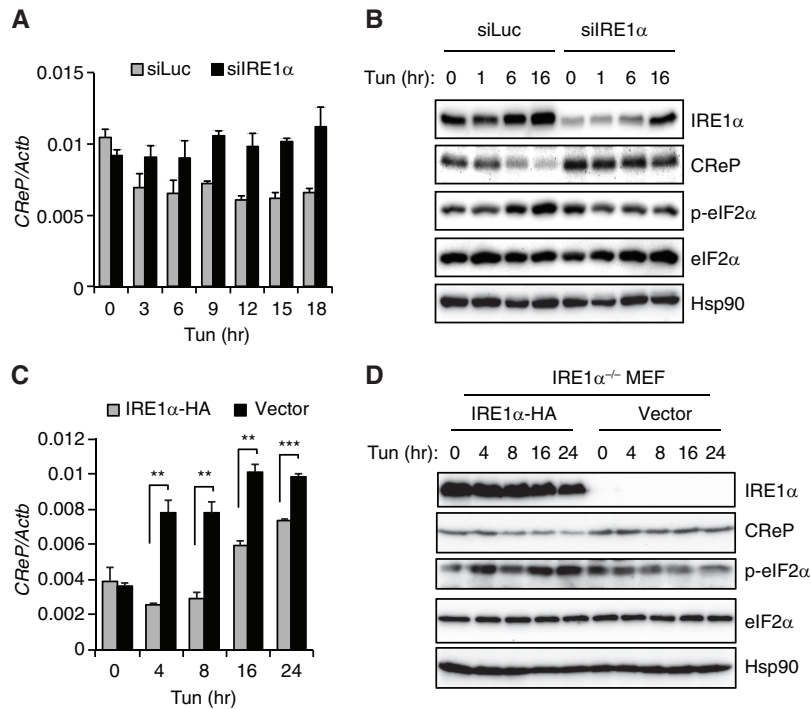 A
siLuc siIRE1α
CReP/Actb
0.015
0.01
0.005
0
0 3 6 9 12 15 18
Tun (hr)
B
siLuc siIRE1α
Tun (hr): 0 1 6 16 0 1 6 16
IRE1α
CReP
p-eIF2α
eIF2α
Hsp90
C
IRE1α-HA Vector
CReP/Actb
0.012
0.01
0.008
0.006
0.004
0.002
0
** ** ** ***
0 4 8 16 24
Tun (hr)
D
IRE1α–/– MEF
IRE1α-HA Vector
Tun (hr): 0 4 8 16 24 0 4 8 16 24
IRE1α
CReP
p-eIF2α
eIF2α
Hsp90